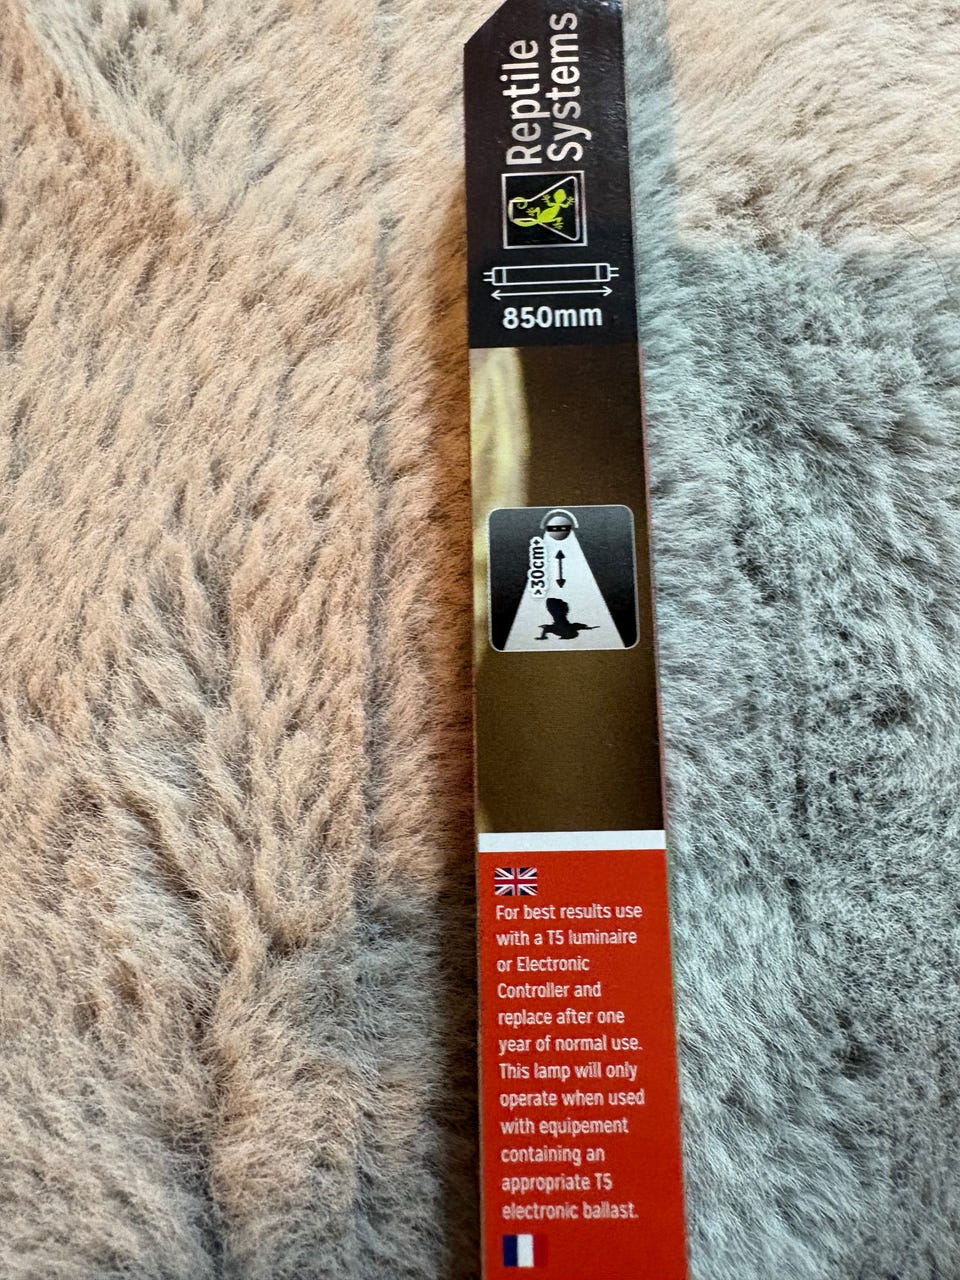 Reptile
Systems
850mm
>30cm+
For best results use
with a T5 luminaire
or Electronic
Controller and
replace after one
year of normal use.
This lamp will only
operate when used
with equipement
containing an
appropriate T5
electronic ballast.